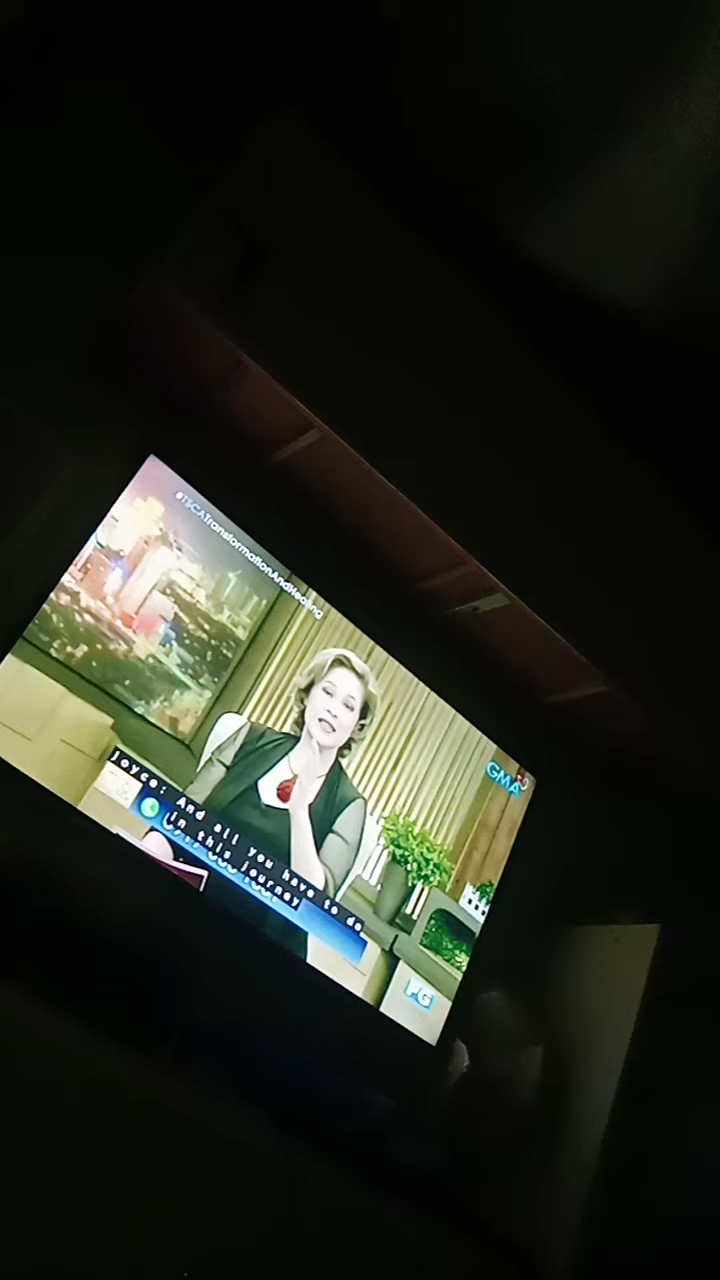 #TSCATransformationAndHealing
GMA
joyce: And all you have to do
in this journey
PG